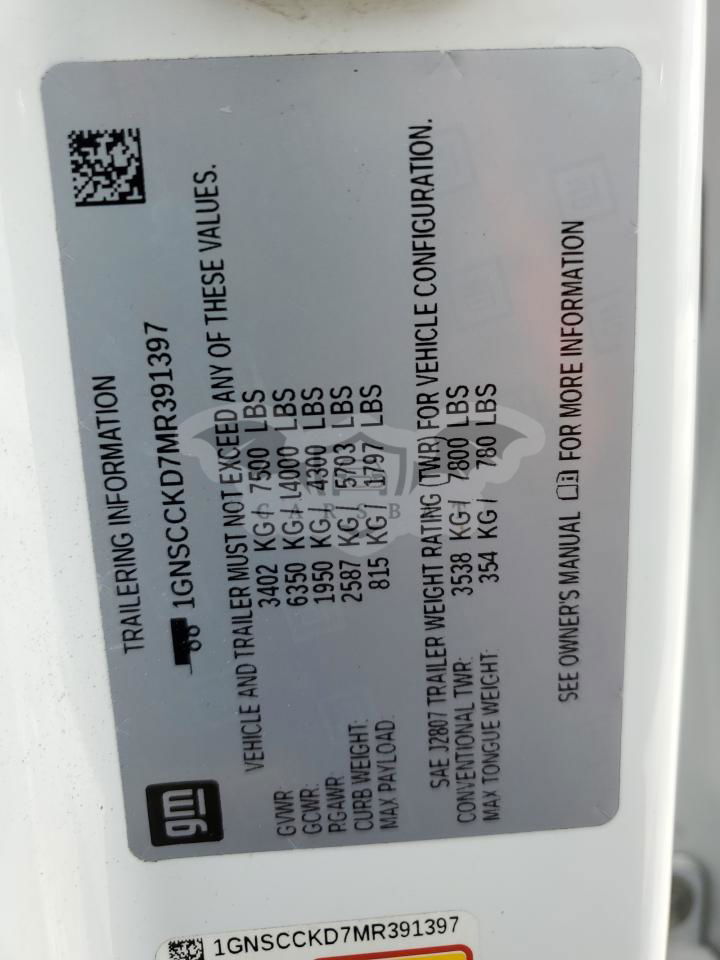 gm
TRAILERING INFORMATION
1GNSCCKD7MR391397
VEHICLE AND TRAILER MUST NOT EXCEED ANY OF THESE VALUES.
GVWR 3402 KG / 7500 LBS
GCWR: 6350 KG / 14000 LBS
RGAWR 1950 KG / 4300 LBS
CURB WEIGHT: 2587 KG / 5703 LBS
MAX PAYLOAD: 815 KG / 1797 LBS
SAE J2807 TRAILER WEIGHT RATING (TWR) FOR VEHICLE CONFIGURATION.
CONVENTIONAL TWR: 3538 KG / 7800 LBS
MAX TONGUE WEIGHT: 354 KG / 780 LBS
SEE OWNER'S MANUAL FOR MORE INFORMATION
1GNSCCKD7MR391397